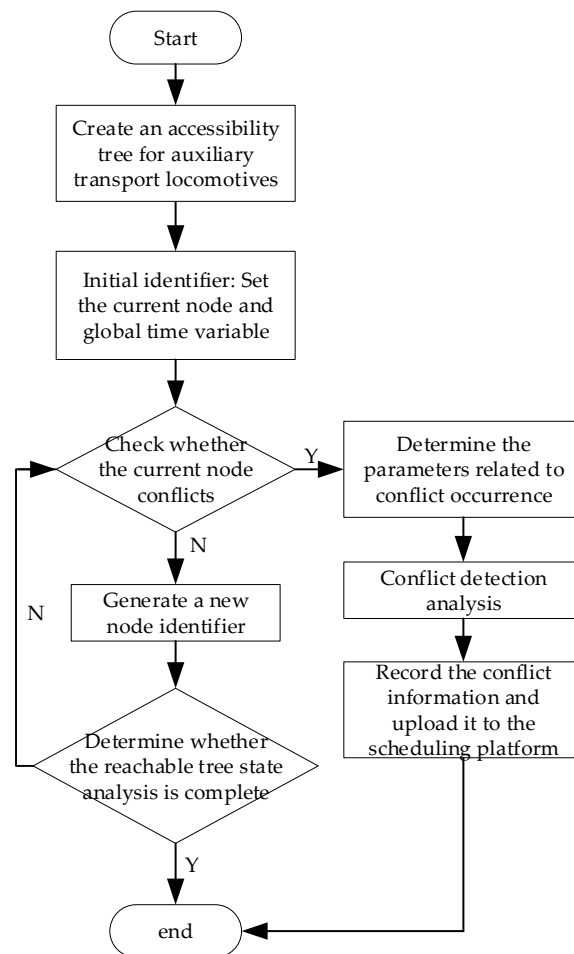 Start
Create an accessibility
tree for auxiliary
transport locomotives
Initial identifier: Set
the current node and
global time variable
Check whether
the current node
conflicts
Y
Determine the
parameters related to
conflict occurrence
N
Conflict detection
analysis
Generate a new
node identifier
N
Record the conflict
information and
upload it to the
scheduling platform
Determine whether
the reachable tree state
analysis is complete
Y
end